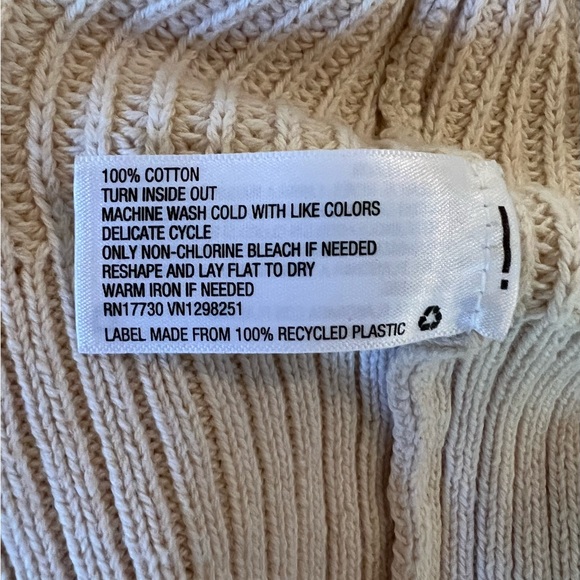 100% COTTON
TURN INSIDE OUT
MACHINE WASH COLD WITH LIKE COLORS
DELICATE CYCLE
ONLY NON-CHLORINE BLEACH IF NEEDED
RESHAPE AND LAY FLAT TO DRY
WARM IRON IF NEEDED
RN17730 VN1298251
LABEL MADE FROM 100% RECYCLED PLASTIC